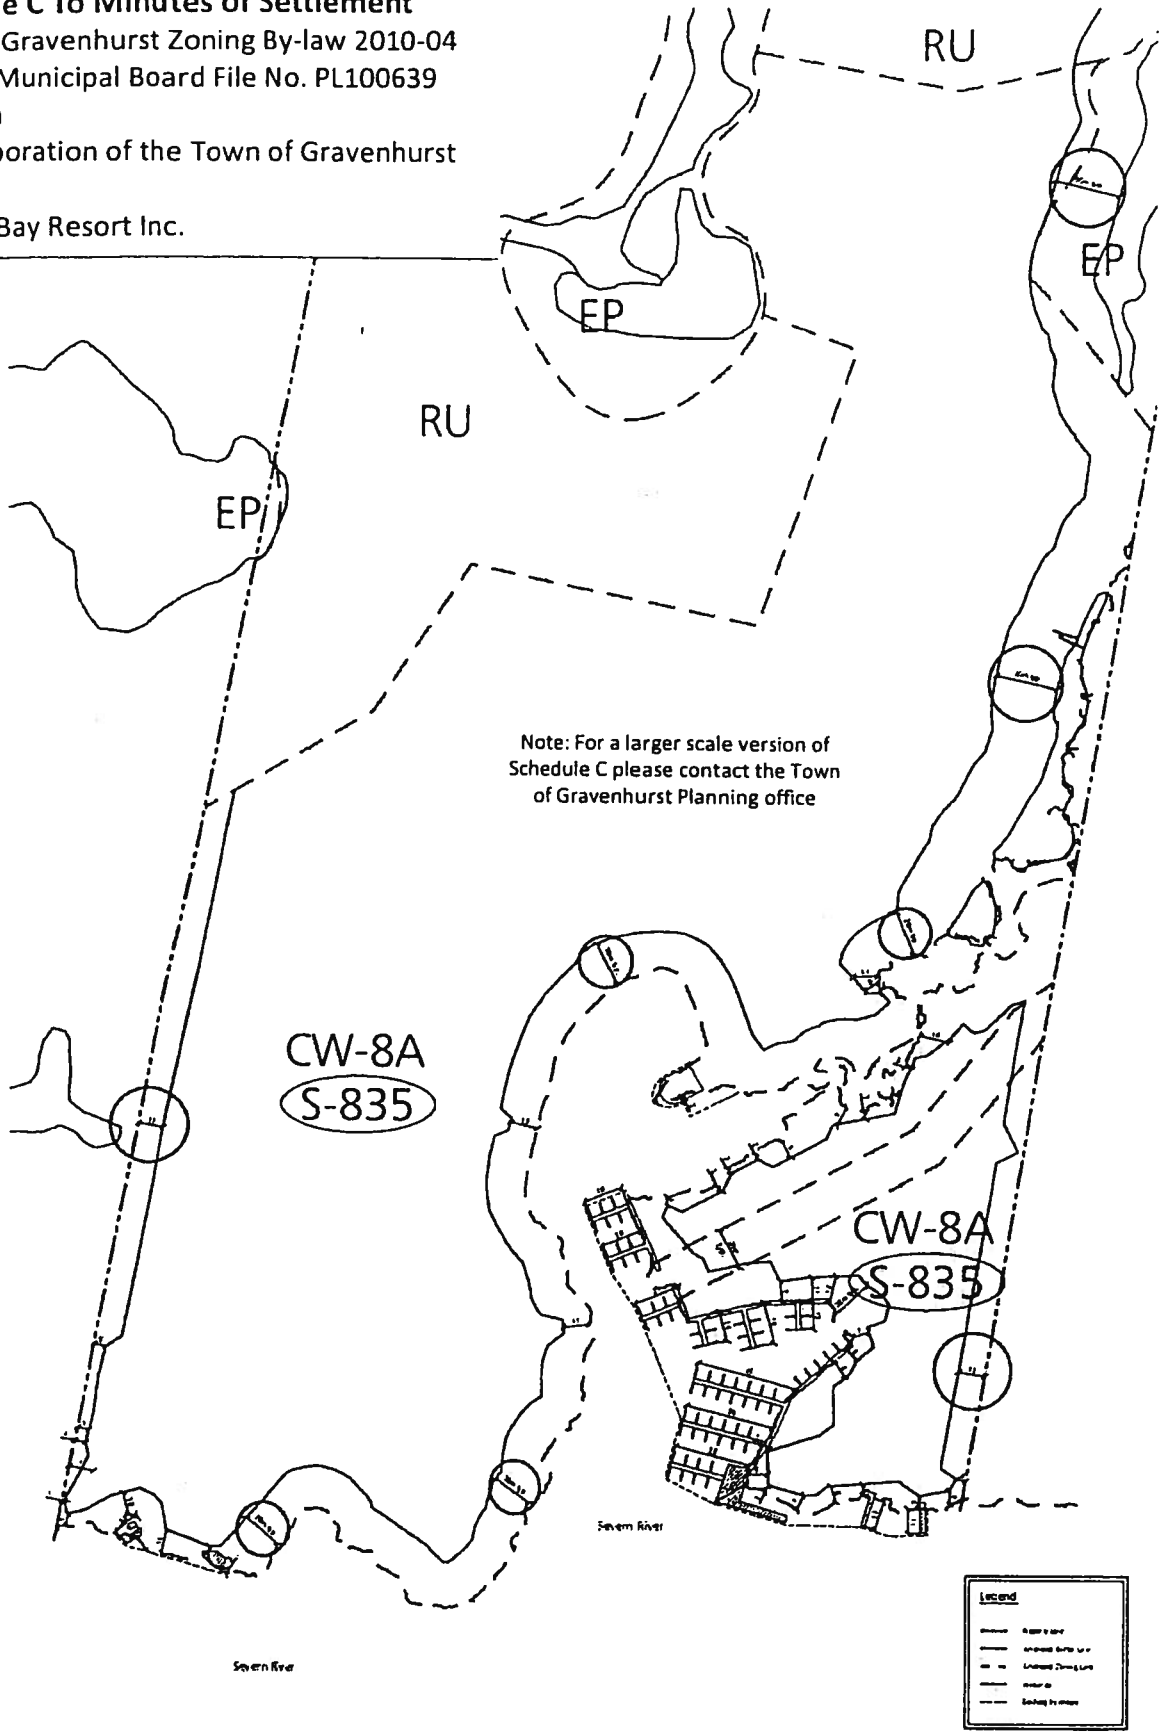 e C To Minutes of Settlement
Gravenhurst Zoning By-law 2010-04
Municipal Board File No. PL100639
oration of the Town of Gravenhurst
Bay Resort Inc.
RU
EP
EP
RU
EP
Note: For a larger scale version of
Schedule C please contact the Town
of Gravenhurst Planning office
CW-8A
S-835
CW-8A
S-835
Severn River
Severn River
Legend